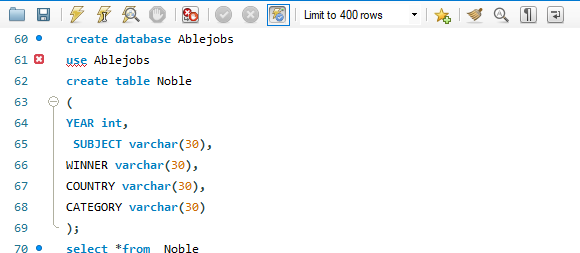 Limit to 400 rows
60 create database Ablejobs
61 use Ablejobs
62 create table Noble
63 (
64 YEAR int,
65 SUBJECT varchar(30),
66 WINNER varchar(30),
67 COUNTRY varchar(30),
68 CATEGORY varchar(30)
69 );
70 select *from  Noble